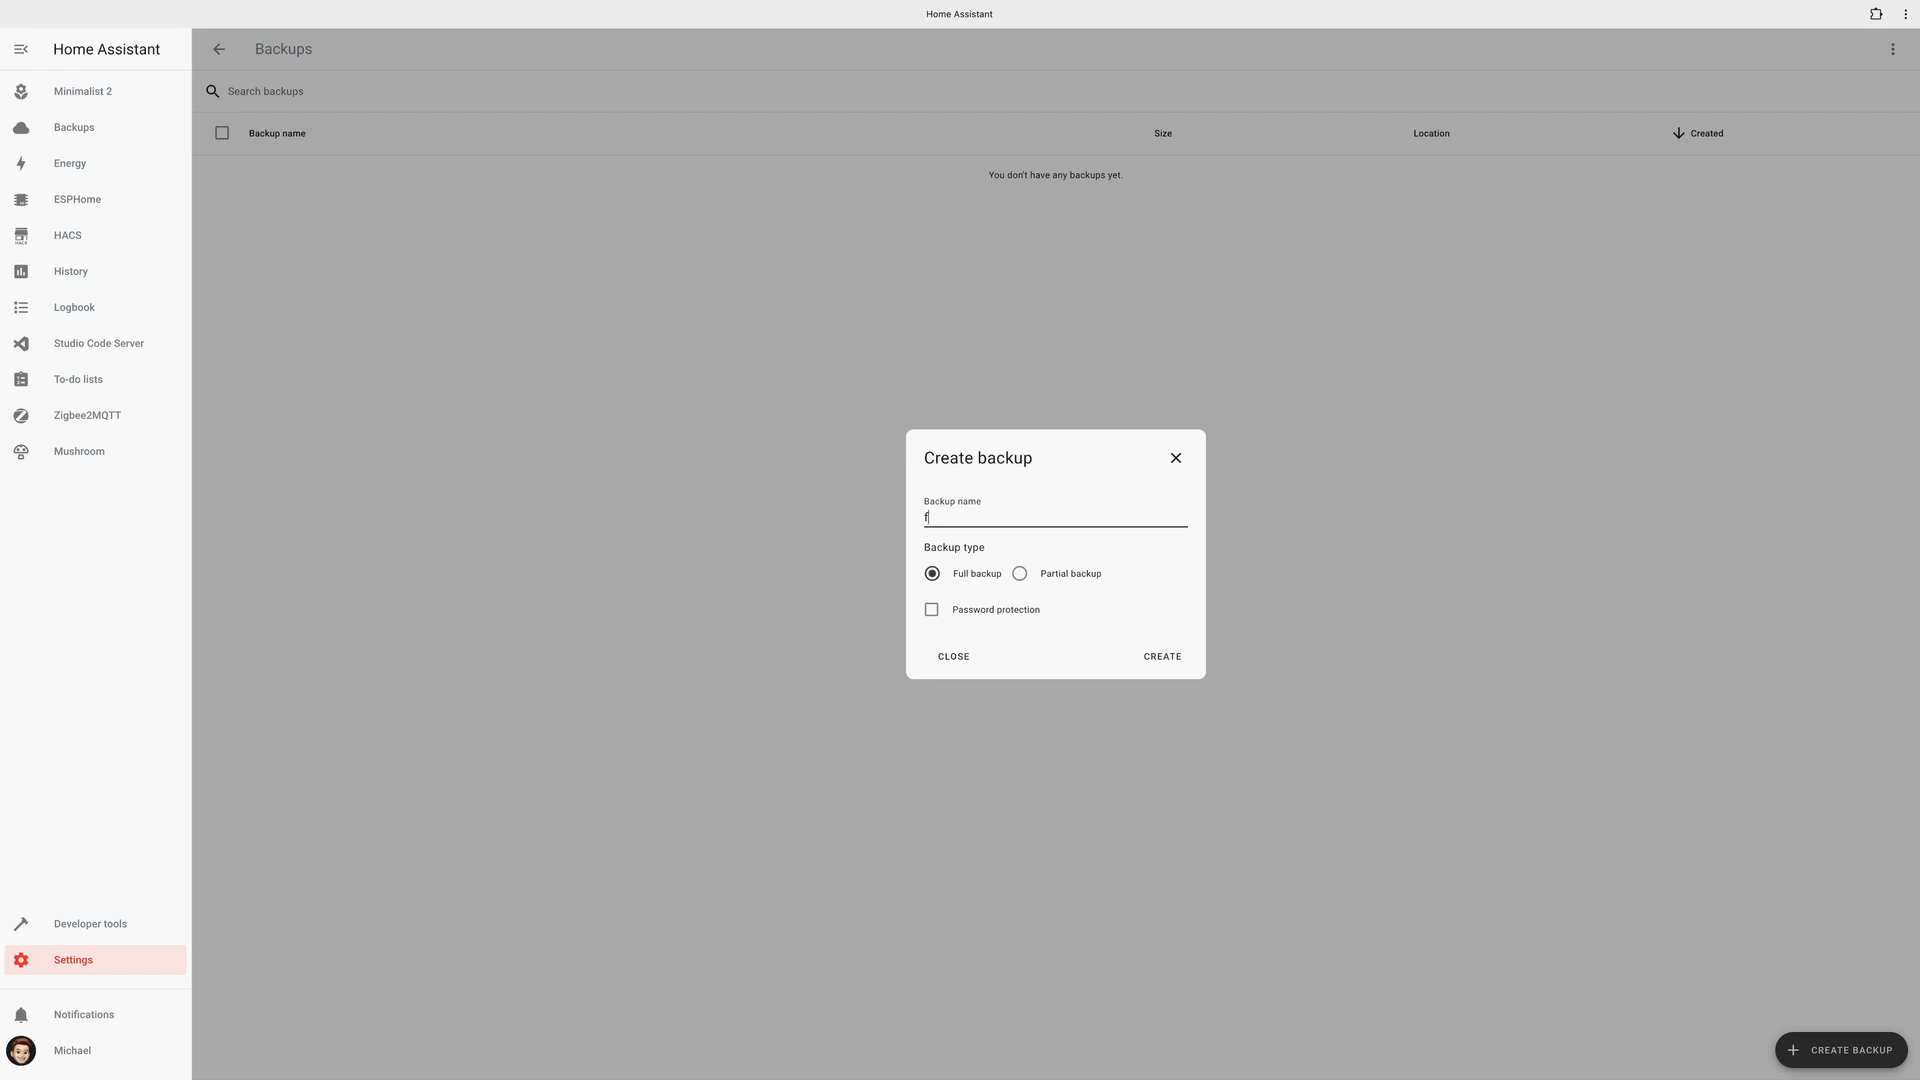 Home Assistant
Home Assistant
Backups
Minimalist 2
Search backups
Backups
Backup name
Size
Location
Created
Energy
You don't have any backups yet.
ESPHome
HACS
HACS
History
Logbook
Studio Code Server
To-do lists
Zigbee2MQTT
Mushroom
Create backup
Backup name
f
Backup type
Full backup
Partial backup
Password protection
CLOSE
CREATE
Developer tools
Settings
Notifications
Michael
CREATE BACKUP